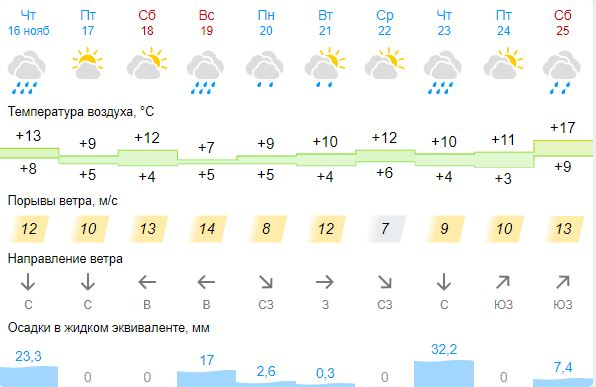 Чт Пт Сб Вс Пн Вт Ср Чт Пт Сб
16 нояб 17 18 19 20 21 22 23 24 25
Температура воздуха, °C
+13 +9 +12 +7 +9 +10 +12 +10 +11 +17
+8 +5 +4 +5 +5 +4 +6 +4 +3 +9
Порывы ветра, м/с
12 10 13 14 8 12 7 9 10 13
Направление ветра
С С В В СЗ З СЗ С ЮЗ ЮЗ
Осадки в жидком эквиваленте, мм
23,3 0 0 17 2,6 0,3 0 32,2 0 7,4